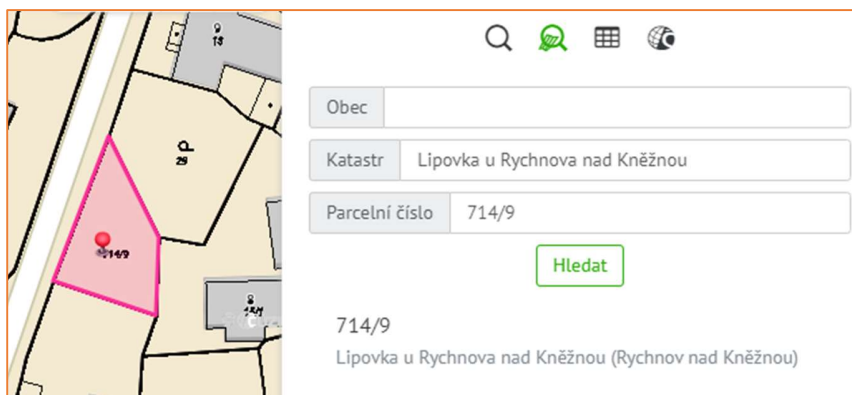 18
29
714/9
Obec
Katastr Lipovka u Rychnova nad Kněžnou
Parcelní číslo 714/9
Hledat
714/9
Lipovka u Rychnova nad Kněžnou (Rychnov nad Kněžnou)